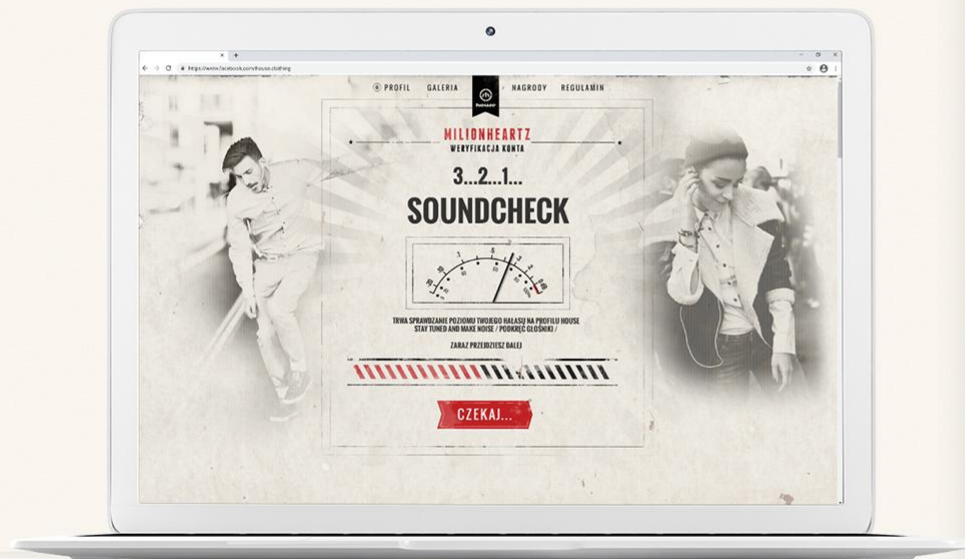 https://www.facebook.com/house.clothing
PROFIL GALERIA NAGRODY REGULAMIN
MILIONHEARTZ
WERYFIKACJA KONTA
3...2...1...
SOUNDCHECK
TRWA SPRAWDZANIE POZIOMU TWOJEGO HAŁASU NA PROFILU HOUSE
STAY TUNED AND MAKE NOISE / PODKRĘĆ GŁOŚNIKI /
ZARAZ PRZEJDZIESZ DALEJ
CZEKAJ...